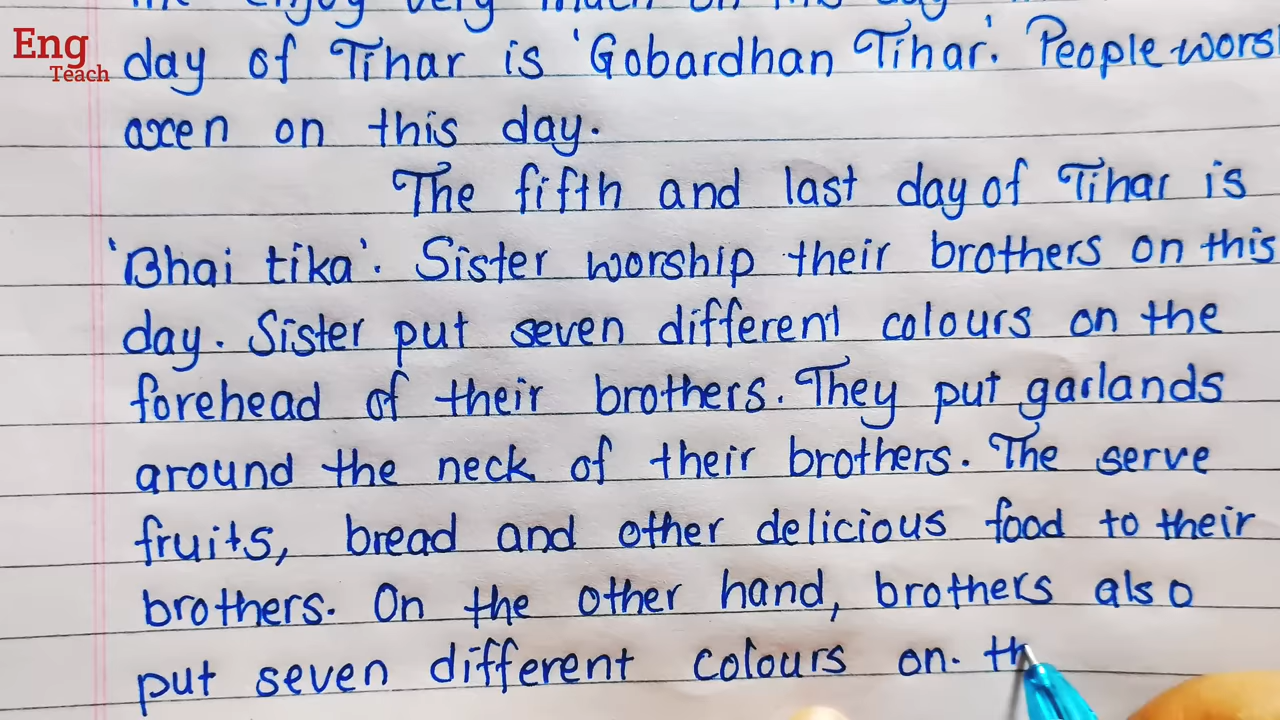 Eng
Teach
day of Tihar is 'Gobardhan Tihar.' People wors
oxen on this day.
The fifth and last day of Tihar is
'Bhai tika'. Sister worship their brothers on this
day. Sister put seven different colours on the
forehead of their brothers. They put garlands
around the neck of their brothers. The serve
fruits, bread and other delicious food to their
brothers. On the other hand, brothers also
put seven different colours on. th